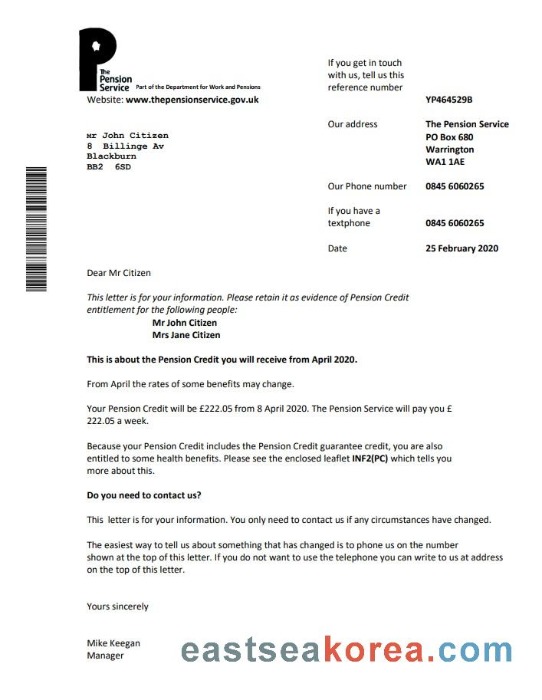 The
Pension
Service Part of the Department for Work and Pensions
Website: www.thepensionservice.gov.uk
If you get in touch
with us, tell us this
reference number
YP464529B
Mr John Citizen
8 Billinge Av
Blackburn
BB2 6SD
Our address
The Pension Service
PO Box 680
Warrington
WA1 1AE
Our Phone number 0845 6060265
If you have a
textphone 0845 6060265
Date 25 February 2020
Dear Mr Citizen
This letter is for your information. Please retain it as evidence of Pension Credit
entitlement for the following people:
Mr John Citizen
Mrs Jane Citizen
This is about the Pension Credit you will receive from April 2020.
From April the rates of some benefits may change.
Your Pension Credit will be £222.05 from 8 April 2020. The Pension Service will pay you £
222.05 a week.
Because your Pension Credit includes the Pension Credit guarantee credit, you are also
entitled to some health benefits. Please see the enclosed leaflet INF2(PC) which tells you
more about this.
Do you need to contact us?
This letter is for your information. You only need to contact us if any circumstances have changed.
The easiest way to tell us about something that has changed is to phone us on the number
shown at the top of this letter. If you do not want to use the telephone you can write to us at address
on the top of this letter.
Yours sincerely
Mike Keegan
Manager
eastseakorea.com